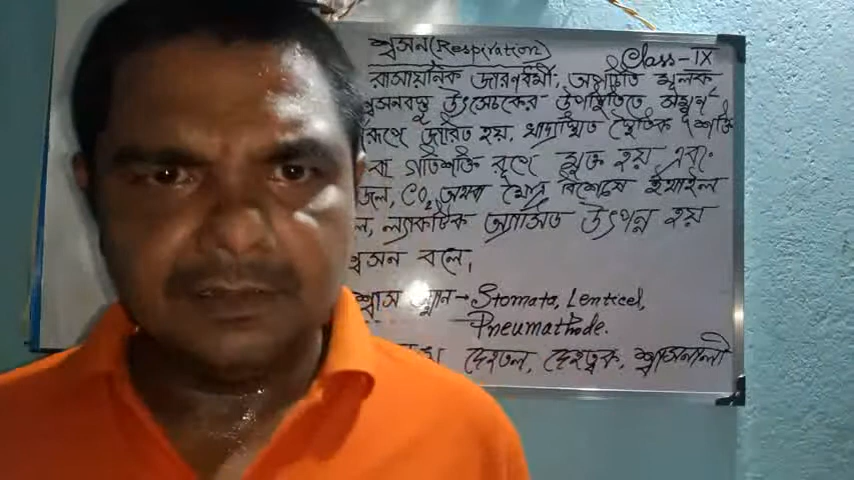 শ্বসন (Respiration)
Class-IX
রাসায়নিক জারণধর্মী, অপচিতি মূলক
শ্বসনবস্তু উৎসেচকের উপস্থিতিতে সম্পূর্ণ
রূপে জারিত হয়, খাদ্যস্থিত স্থৈতিক শক্তি
বা গতিশক্তি রূপে মুক্ত হয় এবং
জল, CO₂ অথবা ক্ষেত্র বিশেষে ইথাইল
ল, ল্যাকটিক অ্যাসিড উৎপন্ন হয়
শ্বসন বলে।
শ্বাস → Stomata, Lenticel,
Pneumathode.
দেহতল, দেহত্বক, শ্বাসনালী